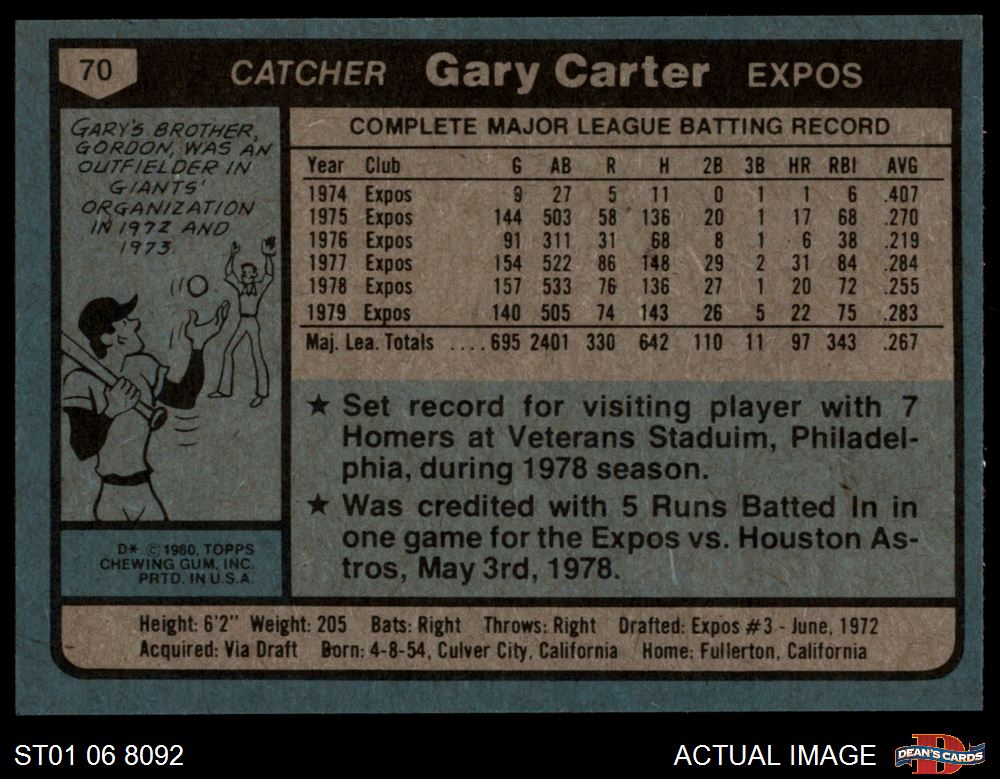 70
CATCHER Gary Carter EXPOS
GARY'S BROTHER,
GORDON, WAS AN
OUTFIELDER IN
GIANTS'
ORGANIZATION
IN 1972 AND
1973.
COMPLETE MAJOR LEAGUE BATTING RECORD
Year Club G AB R H 2B 3B HR RBI AVG
1974 Expos 9 27 5 11 0 1 1 6 .407
1975 Expos 144 503 58 136 20 1 17 68 .270
1976 Expos 91 311 31 68 8 1 6 38 .219
1977 Expos 154 522 86 148 29 2 31 84 .284
1978 Expos 157 533 76 136 27 1 20 72 .255
1979 Expos 140 505 74 143 26 5 22 75 .283
Maj. Lea. Totals ....695 2401 330 642 110 11 97 343 .267
★ Set record for visiting player with 7
Homers at Veterans Staduim, Philadel-
phia, during 1978 season.
★ Was credited with 5 Runs Batted In in
one game for the Expos vs. Houston As-
tros, May 3rd, 1978.
D* © 1980, TOPPS
CHEWING GUM, INC.
PRTD. IN U.S.A.
Height: 6'2" Weight: 205 Bats: Right Throws: Right Drafted: Expos #3 - June, 1972
Acquired: Via Draft Born: 4-8-54, Culver City, California Home: Fullerton, California
ST01 06 8092
ACTUAL IMAGE
D
DEAN'S CARDS